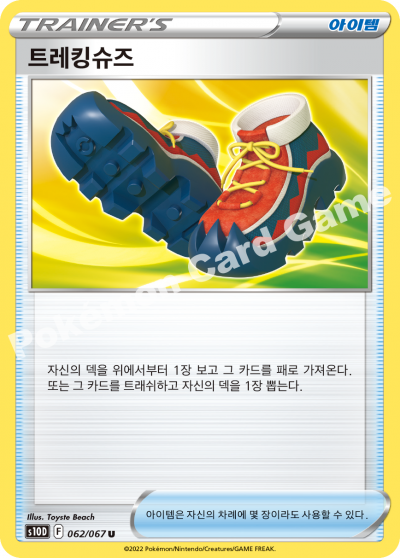 TRAINER'S 아이템
트레킹슈즈
Pokémon Card Game
자신의 덱을 위에서부터 1장 보고 그 카드를 패로 가져온다.
또는 그 카드를 트래쉬하고 자신의 덱을 1장 뽑는다.
Illus. Toyste Beach
s10D F 062/067 U
아이템은 자신의 차례에 몇 장이라도 사용할 수 있다.
©2022 Pokémon/Nintendo/Creatures/GAME FREAK.